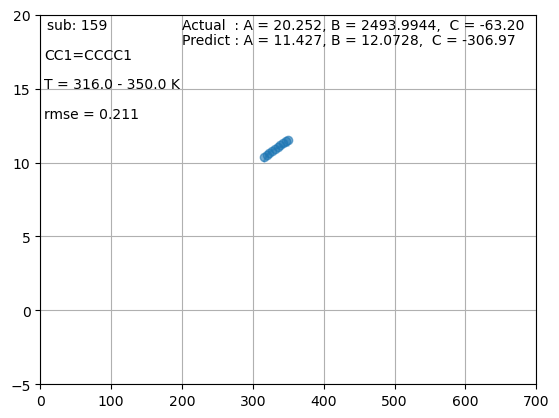 sub: 159
Actual : A = 20.252, B = 2493.9944, C = -63.20
Predict : A = 11.427, B = 12.0728, C = -306.97
CC1=CCCC1
T = 316.0 - 350.0 K
rmse = 0.211
20
15
10
5
0
−5
0 100 200 300 400 500 600 700